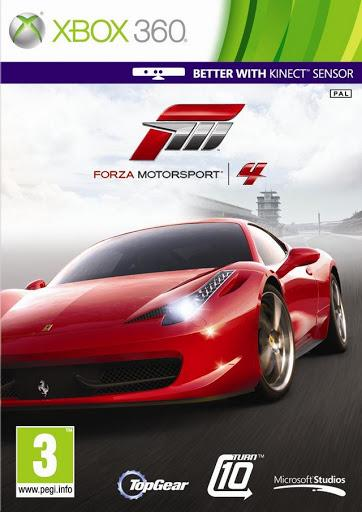 XBOX 360
BETTER WITH KINECT SENSOR
PAL
FORZA MOTORSPORT 4
3
www.pegi.info
TopGear
TURN 10
Microsoft Studios